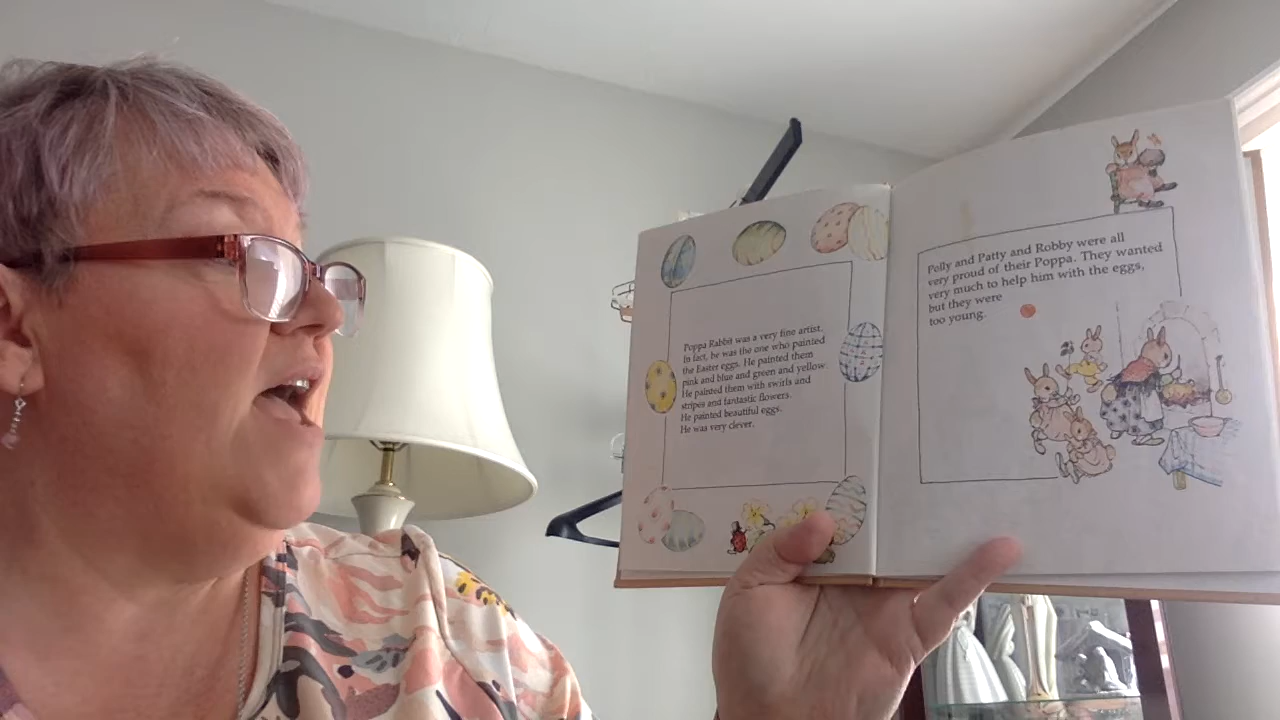 Poppa Rabbit was a very fine artist.
In fact, he was the one who painted
the Easter eggs. He painted them
pink and blue and green and yellow.
He painted them with swirls and
stripes and fantastic flowers.
He painted beautiful eggs.
He was very clever.
Polly and Patty and Robby were all
very proud of their Poppa. They wanted
very much to help him with the eggs,
but they were
too young.